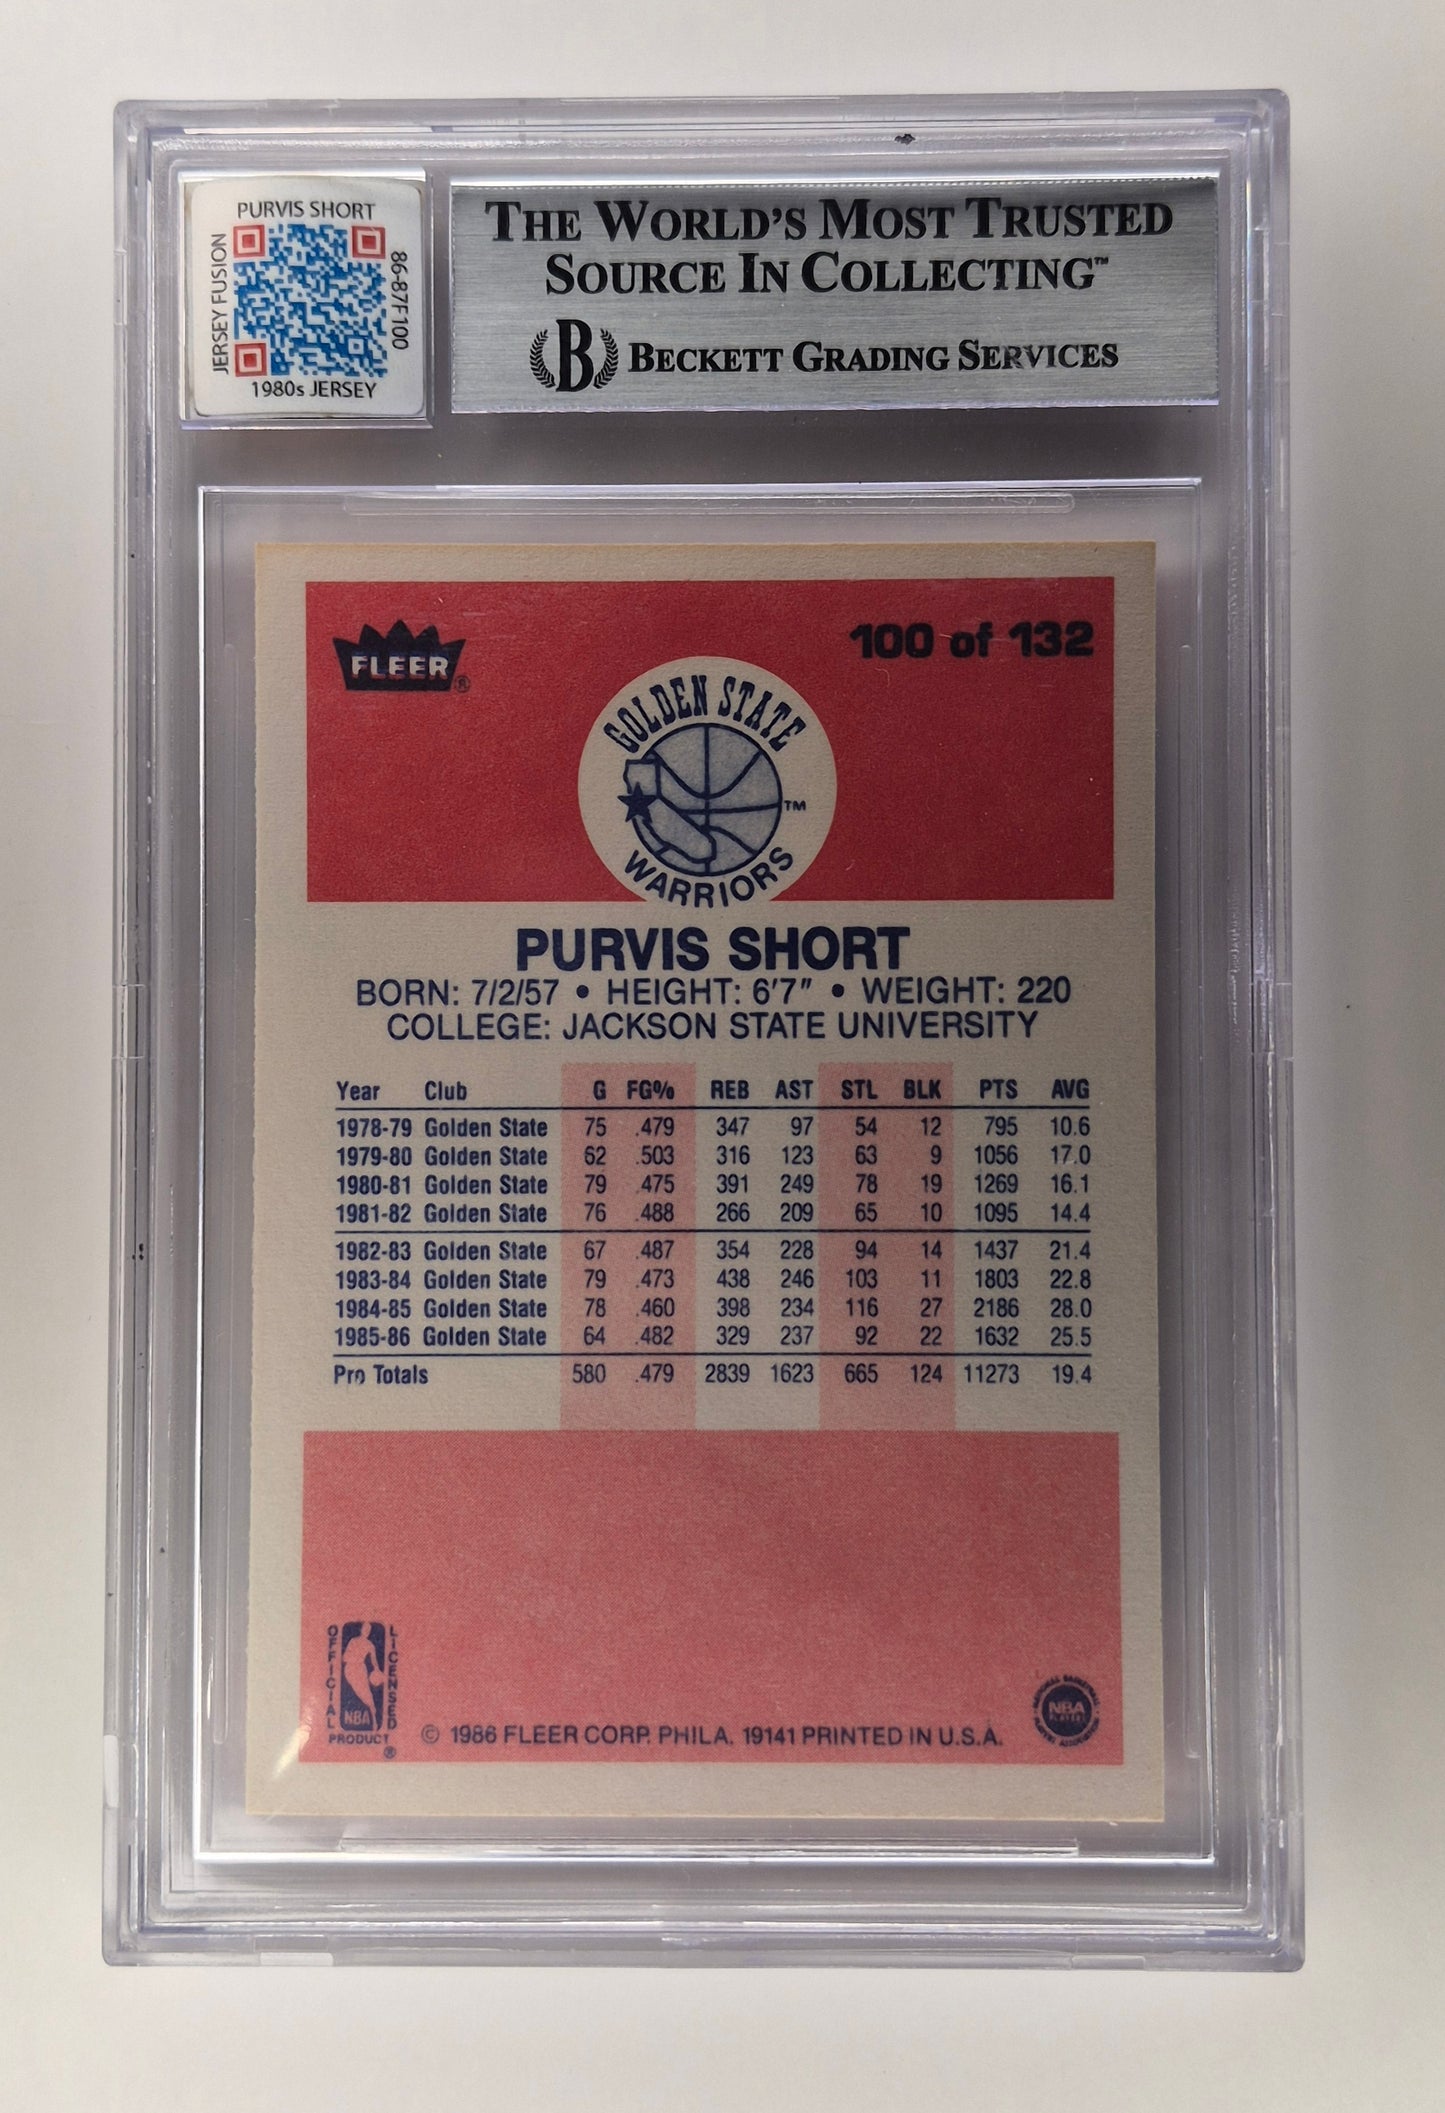 PURVIS SHORT
JERSEY FUSION
86-87F100
1980s JERSEY
THE WORLD'S MOST TRUSTED
SOURCE IN COLLECTING™
B BECKETT GRADING SERVICES
FLEER®
100 of 132
GOLDEN STATE
WARRIORS
TM
PURVIS SHORT
BORN: 7/2/57 • HEIGHT: 6'7" • WEIGHT: 220
COLLEGE: JACKSON STATE UNIVERSITY
Year Club G FG% REB AST STL BLK PTS AVG
1978-79 Golden State 75 .479 347 97 54 12 795 10.6
1979-80 Golden State 62 .503 316 123 63 9 1056 17.0
1980-81 Golden State 79 .475 391 249 78 19 1269 16.1
1981-82 Golden State 76 .488 266 209 65 10 1095 14.4
1982-83 Golden State 67 .487 354 228 94 14 1437 21.4
1983-84 Golden State 79 .473 438 246 103 11 1803 22.8
1984-85 Golden State 78 .460 398 234 116 27 2186 28.0
1985-86 Golden State 64 .482 329 237 92 22 1632 25.5
Pro Totals 580 .479 2839 1623 665 124 11273 19.4
OFFICIAL
LICENSED
NBA
PRODUCT
®
© 1986 FLEER CORP. PHILA. 19141 PRINTED IN U.S.A.
NATIONAL BASKETBALL
NBA
PLAYERS
PLAYERS ASSOCIATION